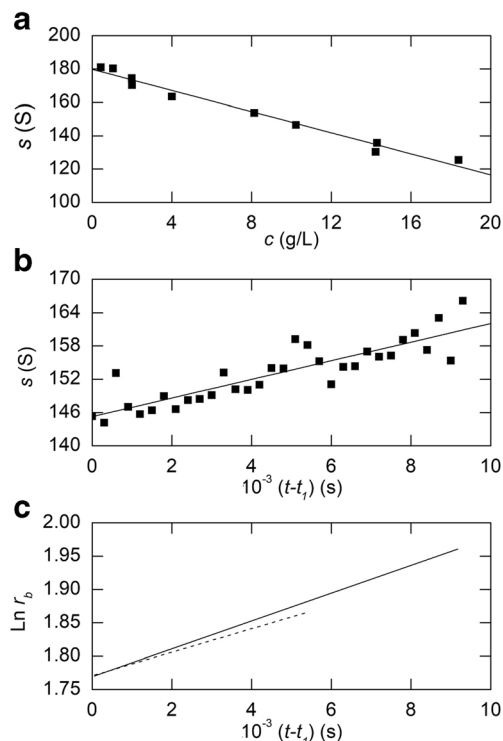 a
200
180
160
140
120
100
s (S)
0 4 8 12 16 20
c (g/L)
b
170
164
158
152
146
140
s (S)
0 2 4 6 8 10
10⁻³ (t-t₁) (s)
c
2.00
1.95
1.90
1.85
1.80
1.75
Ln r_b
0 2 4 6 8 10
10⁻³ (t-t₁) (s)